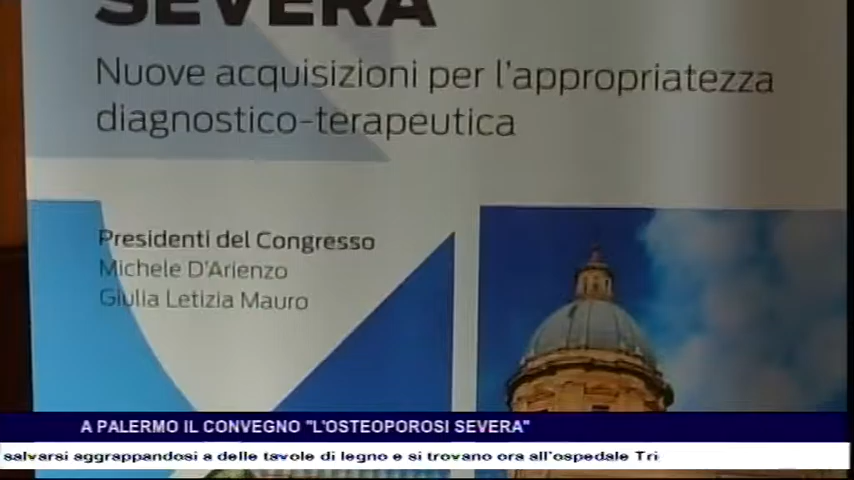 SEVERA
Nuove acquisizioni per l'appropriatezza
diagnostico-terapeutica
Presidenti del Congresso
Michele D'Arienzo
Giulia Letizia Mauro
A PALERMO IL CONVEGNO "L'OSTEOPOROSI SEVERA"
salvarsi aggrappandosi a delle tavole di legno e si trovano ora all'ospedale Tri